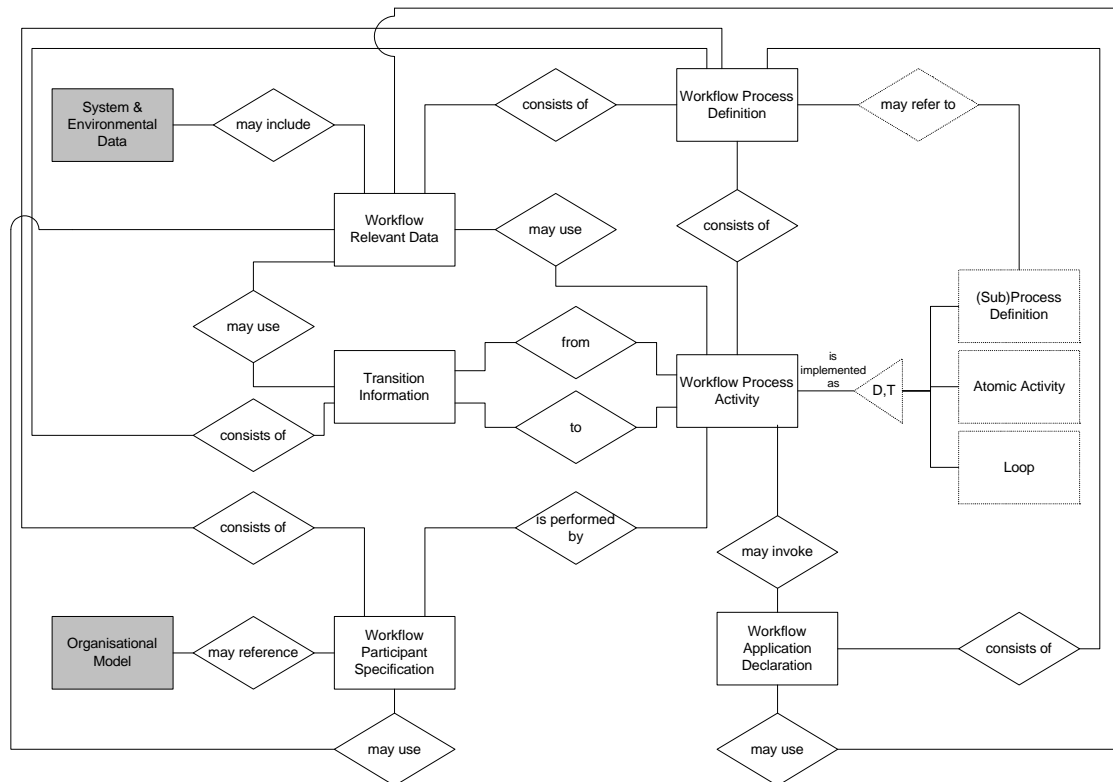 System &
Environmental
Data
may include
consists of
Workflow Process
Definition
may refer to
Workflow
Relevant Data
may use
consists of
(Sub)Process
Definition
may use
from
Transition
Information
Workflow Process
Activity
is
implemented
as
D,T
Atomic Activity
consists of
to
Loop
consists of
is performed
by
may invoke
Organisational
Model
may reference
Workflow
Participant
Specification
Workflow
Application
Declaration
consists of
may use
may use